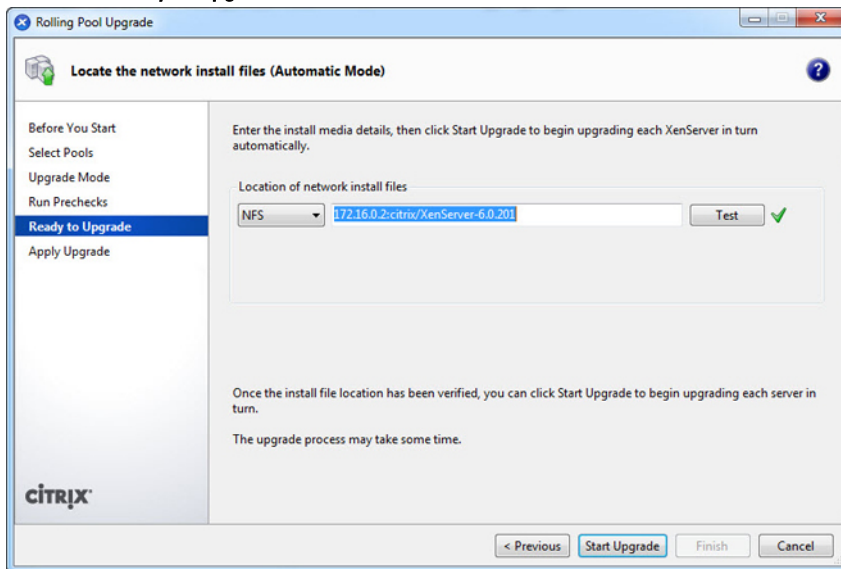 Rolling Pool Upgrade
Locate the network install files (Automatic Mode)
?
Before You Start
Select Pools
Upgrade Mode
Run Prechecks
Ready to Upgrade
Apply Upgrade
Enter the install media details, then click Start Upgrade to begin upgrading each XenServer in turn
automatically.
Location of network install files
NFS 172.16.0.2:citrix/XenServer-6.0.201 Test
Once the install file location has been verified, you can click Start Upgrade to begin upgrading each server in
turn.
The upgrade process may take some time.
CITRIX
< Previous Start Upgrade Finish Cancel